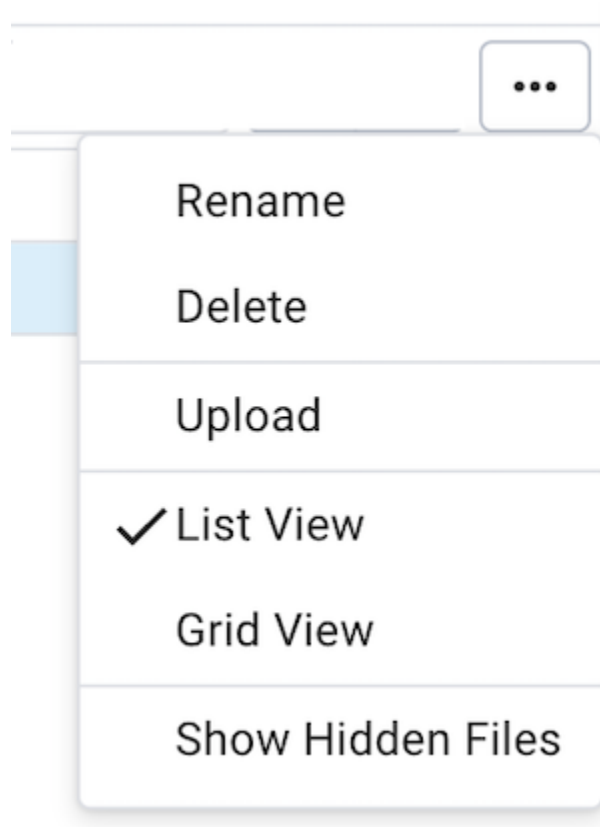 Rename
Delete
Upload
List View
Grid View
Show Hidden Files